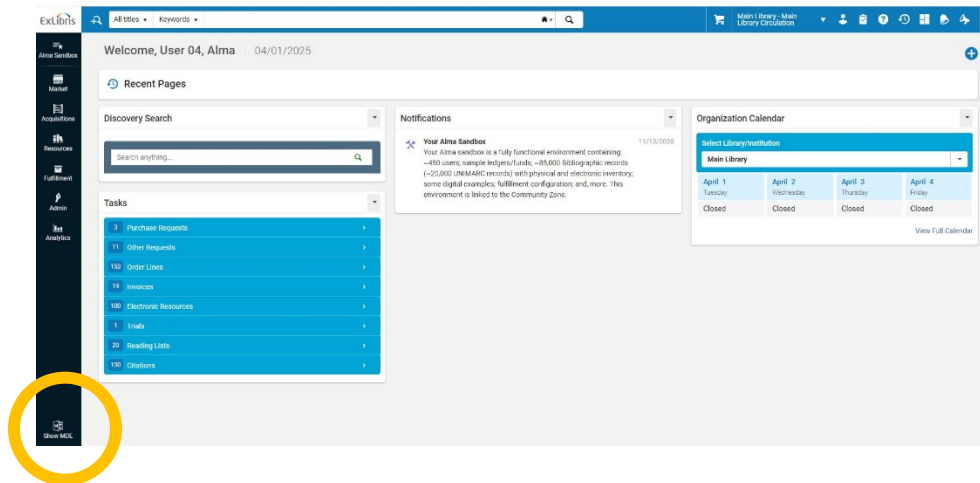 ExLibris
All titles
Keywords
Main Library - Main
Library Circulation
Alma Sandbox
Market
Acquisitions
Resources
Fulfillment
Admin
Analytics
Show MDE
Welcome, User 04, Alma
04/01/2025
Recent Pages
Discovery Search
Search anything...
Tasks
3 Purchase Requests
11 Other Requests
153 Order Lines
19 Invoices
100 Electronic Resources
1 Trials
20 Reading Lists
130 Citations
Notifications
Your Alma Sandbox 11/13/2020
Your Alma sandbox is a fully functional environment containing:
~450 users; sample ledgers/funds; ~85,000 bibliographic records
(~20,000 UNIMARC records) with physical and electronic inventory;
some digital examples; fulfillment configuration; and, more. This
environment is linked to the Community Zone.
Organization Calendar
Select Library/Institution
Main Library
April 1 April 2 April 3 April 4
Tuesday Wednesday Thursday Friday
Closed Closed Closed Closed
View Full Calendar